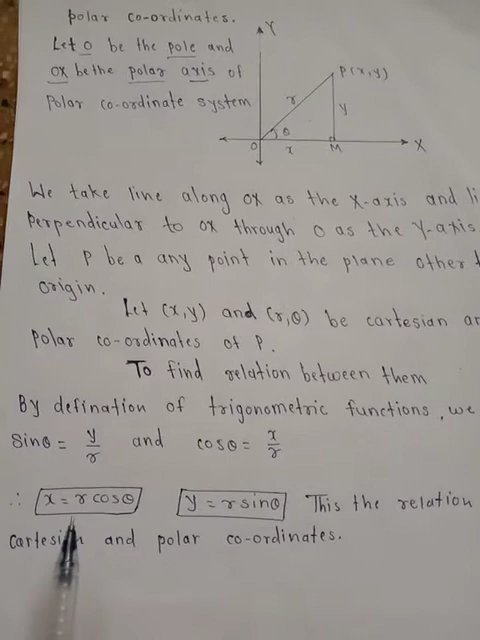 polar co-ordinates.
Let O be the pole and
OX be the polar axis of
Polar co-ordinate system
Y
P(x,y)
r
y
θ
O
x
M
X
We take line along OX as the X-axis and li
Perpendicular to OX through O as the Y-axis.
Let P be a any point in the plane other t
origin.
Let (x,y) and (r,θ) be cartesian an
Polar co-ordinates of P.
To find relation between them
By defination of trigonometric functions, we
sinθ = y/r and cosθ = x/r
∴ x = r cosθ y = r sinθ This the relation
cartesian and polar co-ordinates.